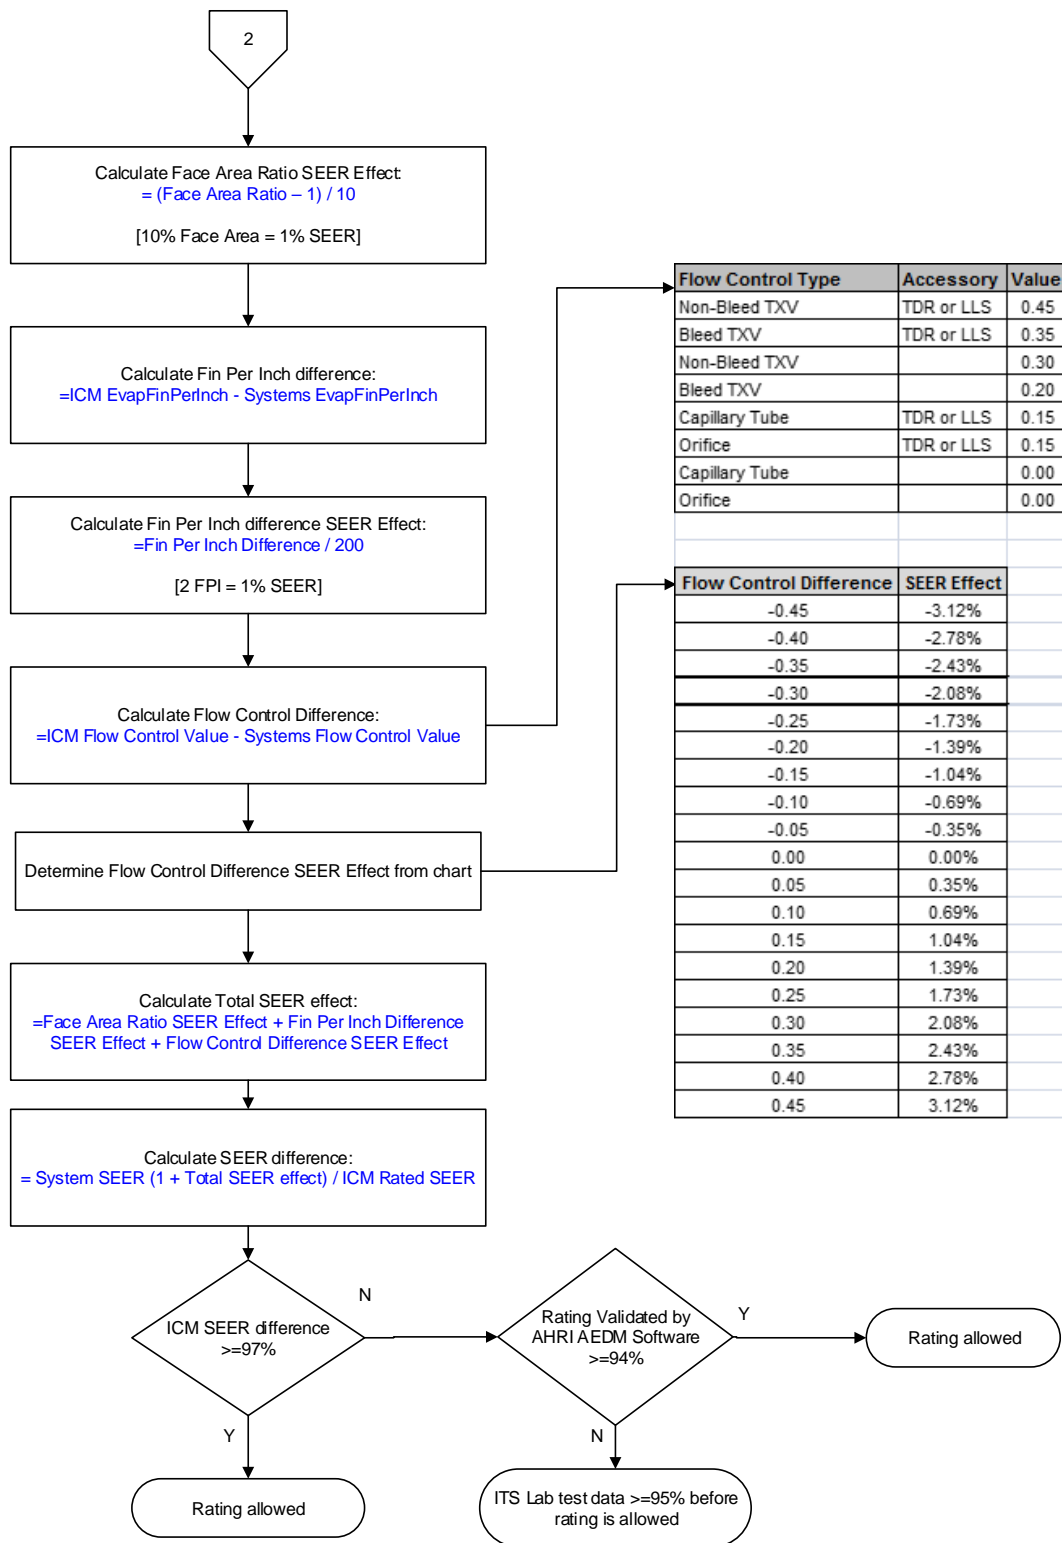 2
Calculate Face Area Ratio SEER Effect:
= (Face Area Ratio – 1) / 10
[10% Face Area = 1% SEER]
Calculate Fin Per Inch difference:
=ICM EvapFinPerInch - Systems EvapFinPerInch
Calculate Fin Per Inch difference SEER Effect:
=Fin Per Inch Difference / 200
[2 FPI = 1% SEER]
Calculate Flow Control Difference:
=ICM Flow Control Value - Systems Flow Control Value
Determine Flow Control Difference SEER Effect from chart
Calculate Total SEER effect:
=Face Area Ratio SEER Effect + Fin Per Inch Difference
SEER Effect + Flow Control Difference SEER Effect
Calculate SEER difference:
= System SEER (1 + Total SEER effect) / ICM Rated SEER
ICM SEER difference
>=97%
N
Y
Rating allowed
Rating Validated by
AHRI AEDM Software
>=94%
Y
Rating allowed
N
ITS Lab test data >=95% before
rating is allowed
Flow Control Type Accessory Value
Non-Bleed TXV TDR or LLS 0.45
Bleed TXV TDR or LLS 0.35
Non-Bleed TXV 0.30
Bleed TXV 0.20
Capillary Tube TDR or LLS 0.15
Orifice TDR or LLS 0.15
Capillary Tube 0.00
Orifice 0.00
Flow Control Difference SEER Effect
-0.45 -3.12%
-0.40 -2.78%
-0.35 -2.43%
-0.30 -2.08%
-0.25 -1.73%
-0.20 -1.39%
-0.15 -1.04%
-0.10 -0.69%
-0.05 -0.35%
0.00 0.00%
0.05 0.35%
0.10 0.69%
0.15 1.04%
0.20 1.39%
0.25 1.73%
0.30 2.08%
0.35 2.43%
0.40 2.78%
0.45 3.12%